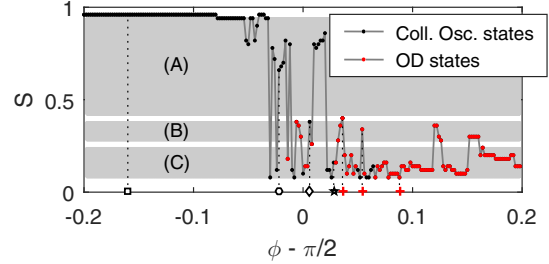 S
1
0.5
0
(A)
(B)
(C)
Coll. Osc. states
OD states
-0.2
-0.1
0
0.1
0.2
ϕ - π/2